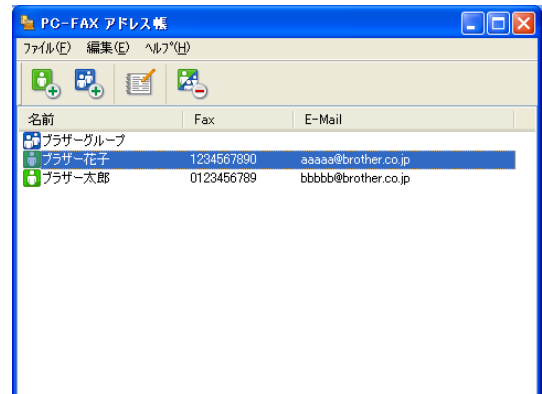 PC-FAX アドレス帳
ファイル(F) 編集(E) ヘルプ(H)
名前 Fax E-Mail
ブラザーグループ
ブラザー花子 1234567890 aaaaa@brother.co.jp
ブラザー太郎 0123456789 bbbbb@brother.co.jp